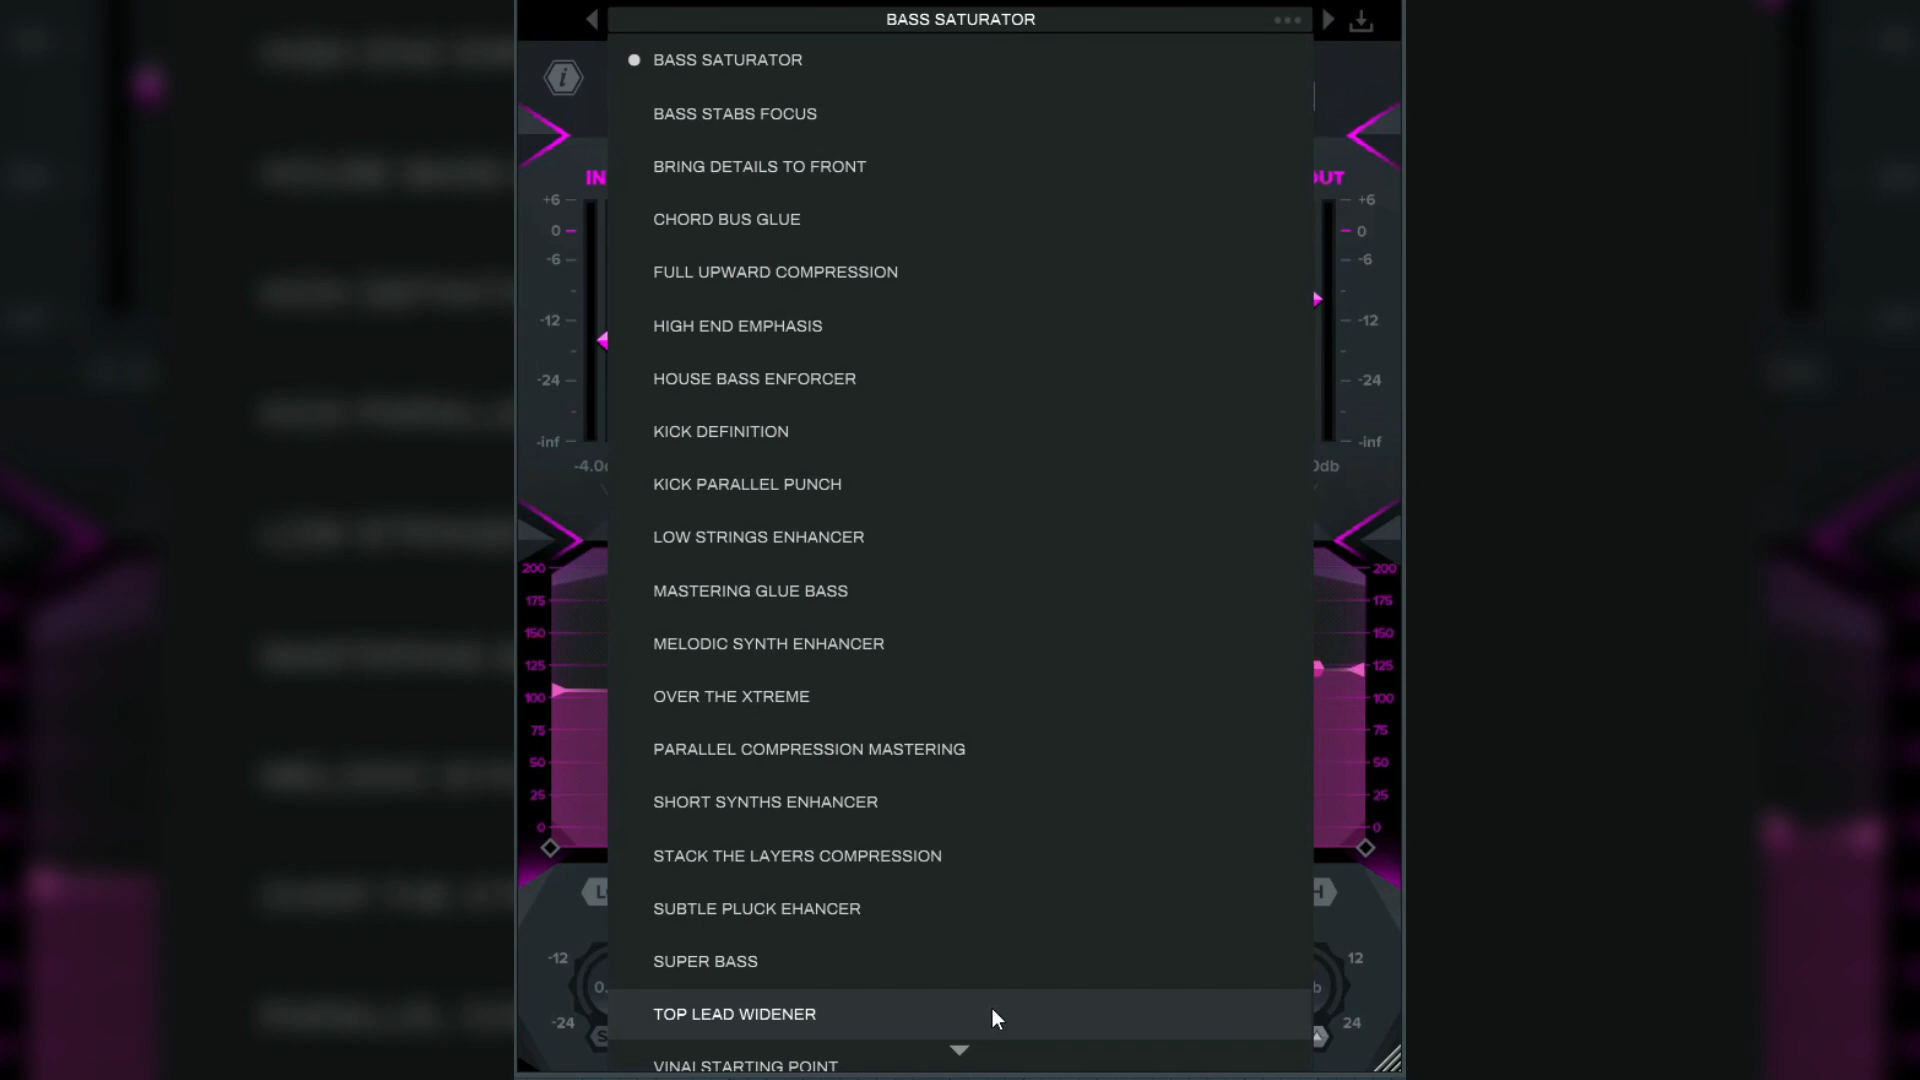 BASS SATURATOR
BASS SATURATOR
BASS STABS FOCUS
BRING DETAILS TO FRONT
CHORD BUS GLUE
FULL UPWARD COMPRESSION
HIGH END EMPHASIS
HOUSE BASS ENFORCER
KICK DEFINITION
KICK PARALLEL PUNCH
LOW STRINGS ENHANCER
MASTERING GLUE BASS
MELODIC SYNTH ENHANCER
OVER THE XTREME
PARALLEL COMPRESSION MASTERING
SHORT SYNTHS ENHANCER
STACK THE LAYERS COMPRESSION
SUBTLE PLUCK EHANCER
SUPER BASS
TOP LEAD WIDENER
VINAI STARTING POINT
i
IN
+6
0
-6
-12
-24
-inf
200
175
150
125
100
75
50
25
0
-12
-24
+6
0
-6
-12
-24
-inf
200
175
150
125
100
75
50
25
0
12
24